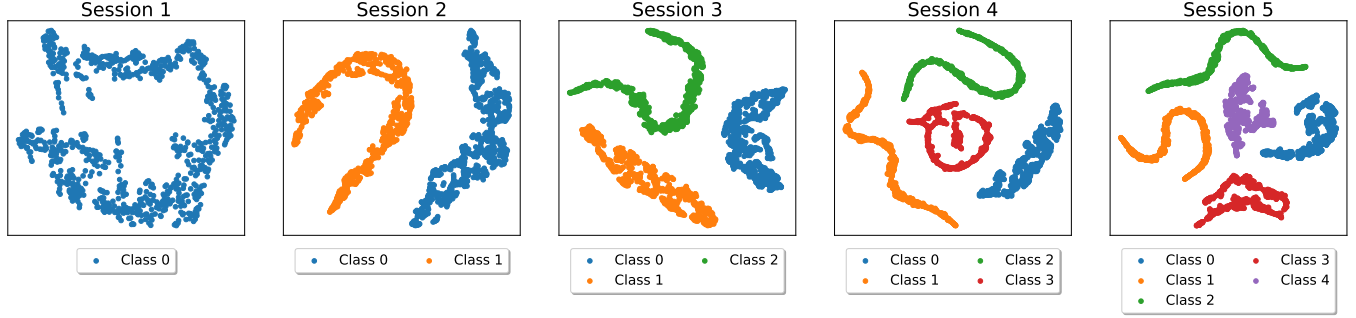 Session 1
Session 2
Session 3
Session 4
Session 5
Class 0
Class 0
Class 1
Class 0
Class 2
Class 1
Class 0
Class 2
Class 1
Class 3
Class 0
Class 3
Class 1
Class 4
Class 2